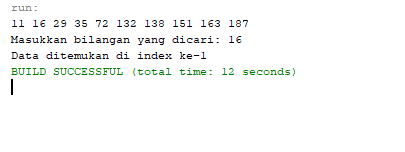 run:
11 16 29 35 72 132 138 151 163 187
Masukkan bilangan yang dicari: 16
Data ditemukan di index ke-1
BUILD SUCCESSFUL (total time: 12 seconds)